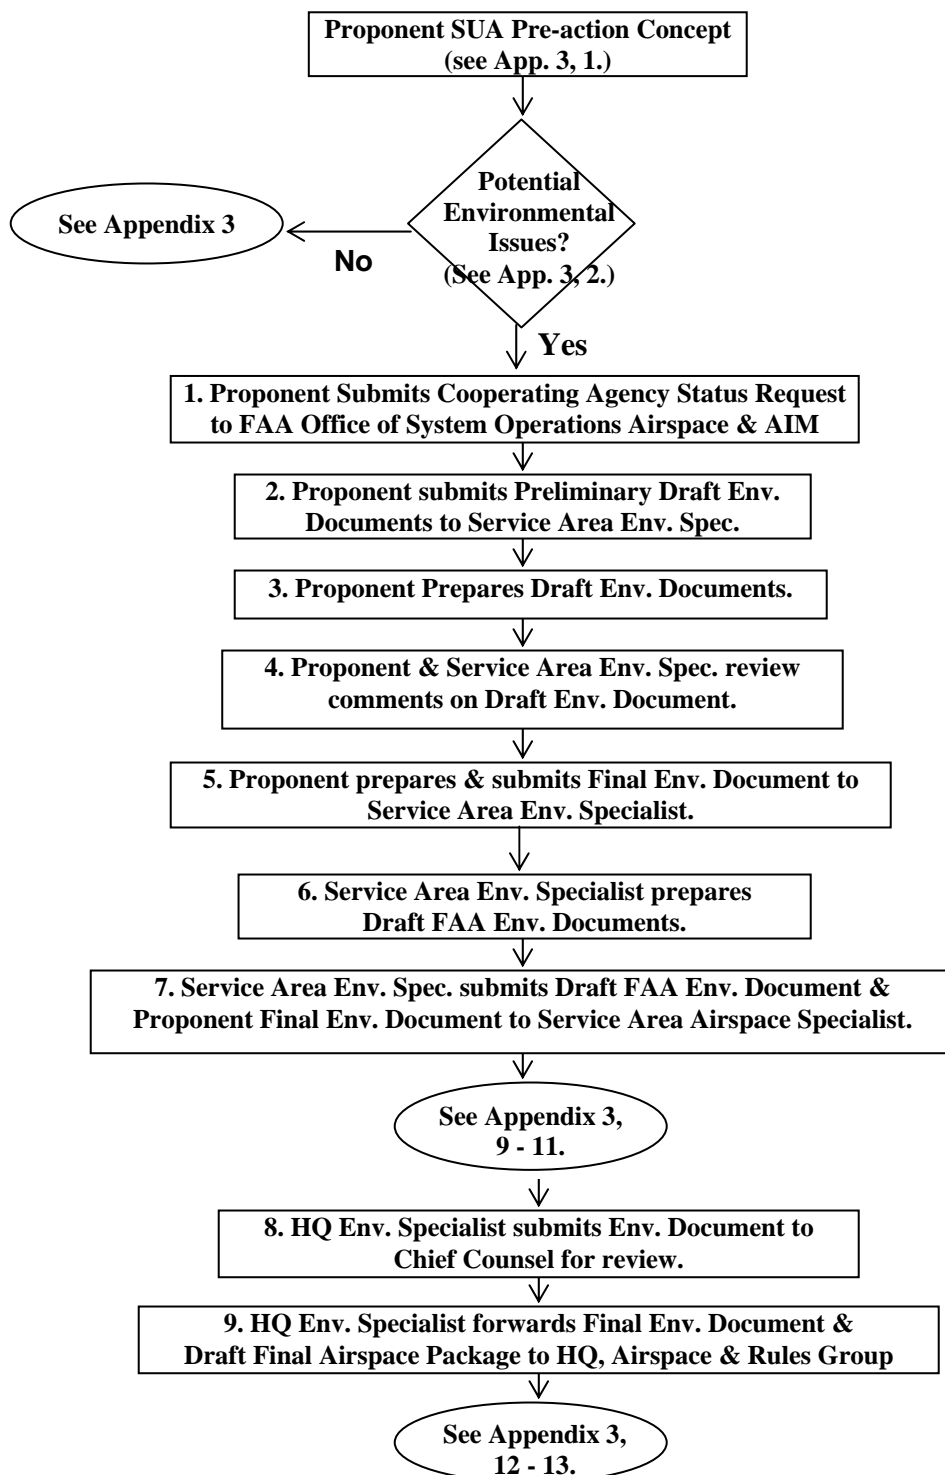 Proponent SUA Pre-action Concept
(see App. 3, 1.)
Potential
Environmental
Issues?
(See App. 3, 2.)
See Appendix 3
No
Yes
1. Proponent Submits Cooperating Agency Status Request
to FAA Office of System Operations Airspace & AIM
2. Proponent submits Preliminary Draft Env.
Documents to Service Area Env. Spec.
3. Proponent Prepares Draft Env. Documents.
4. Proponent & Service Area Env. Spec. review
comments on Draft Env. Document.
5. Proponent prepares & submits Final Env. Document to
Service Area Env. Specialist.
6. Service Area Env. Specialist prepares
Draft FAA Env. Documents.
7. Service Area Env. Spec. submits Draft FAA Env. Document &
Proponent Final Env. Document to Service Area Airspace Specialist.
See Appendix 3,
9 - 11.
8. HQ Env. Specialist submits Env. Document to
Chief Counsel for review.
9. HQ Env. Specialist forwards Final Env. Document &
Draft Final Airspace Package to HQ, Airspace & Rules Group
See Appendix 3,
12 - 13.